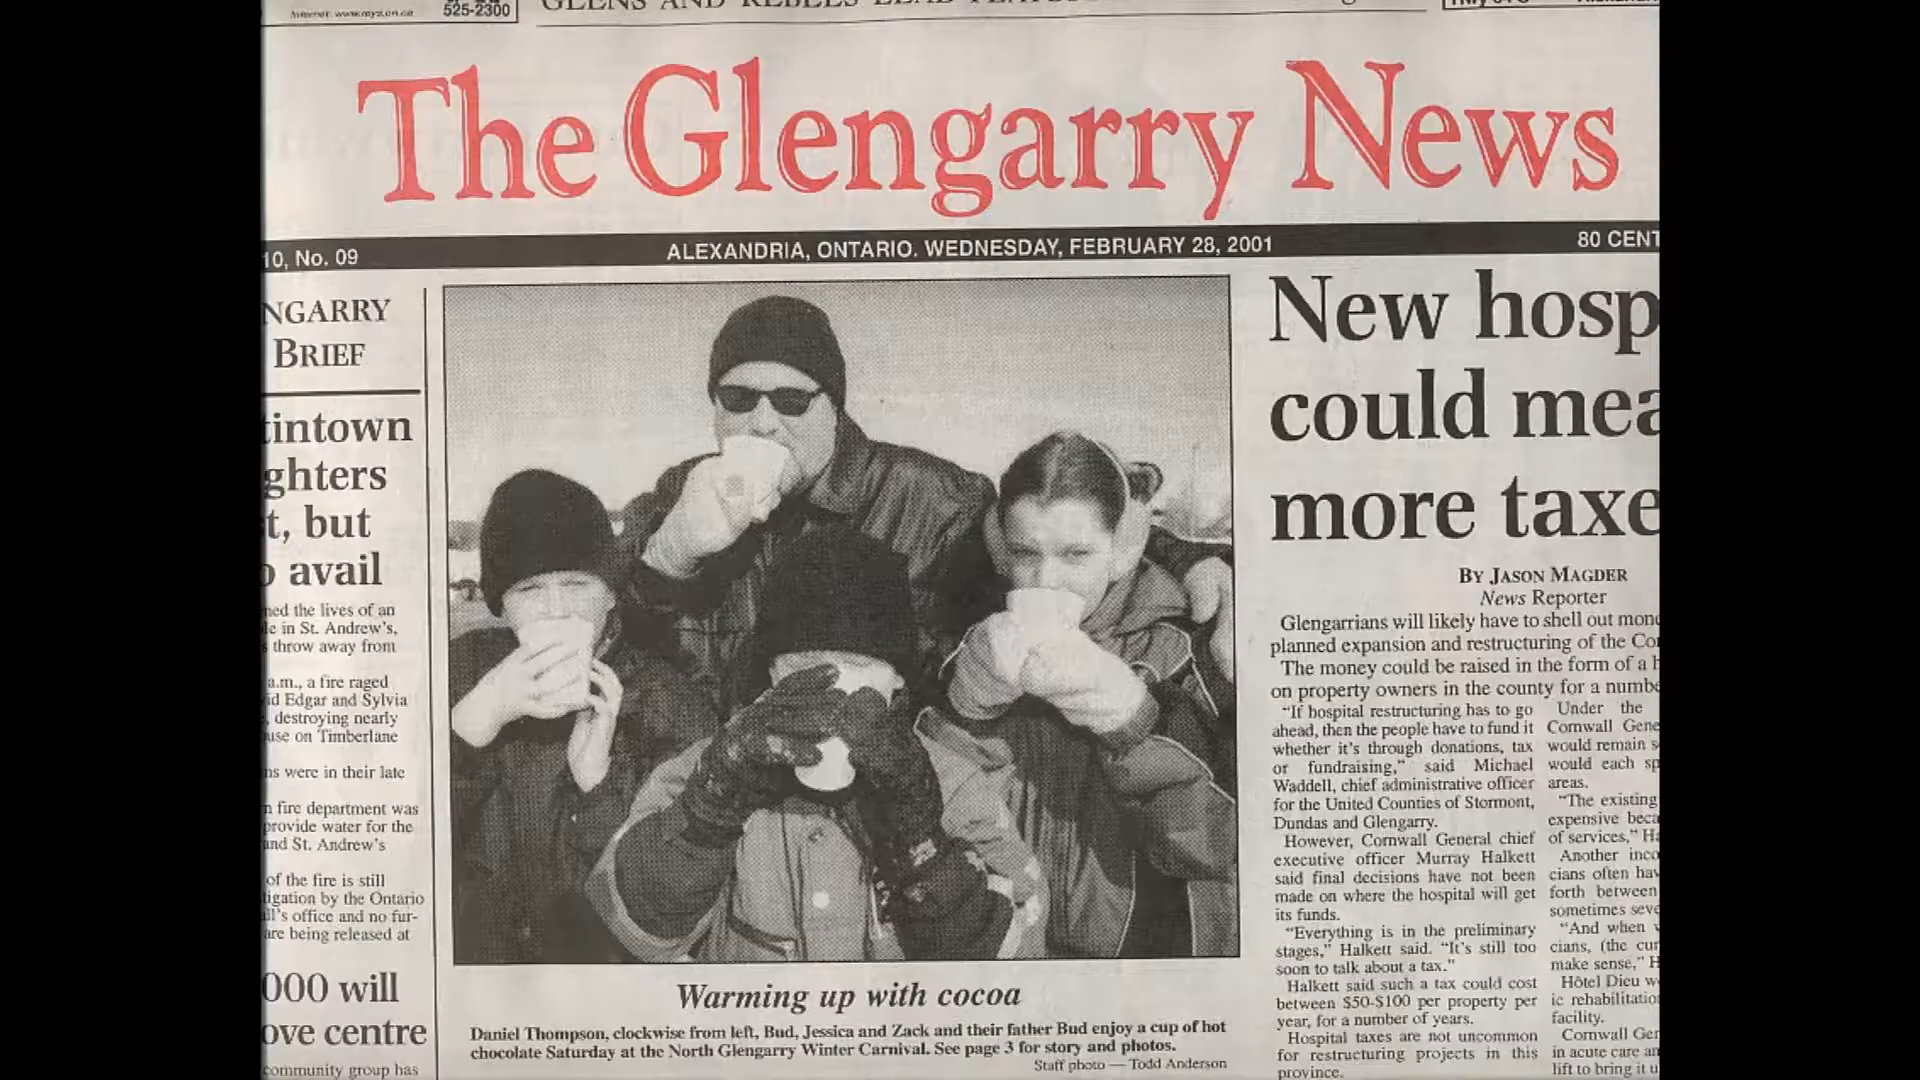 525-2300
The Glengarry News
10, No. 09
ALEXANDRIA, ONTARIO. WEDNESDAY, FEBRUARY 28, 2001
80 CENT
NGARRY
BRIEF
tintown
ghters
t, but
o avail
ned the lives of an
le in St. Andrew's,
s throw away from
a.m., a fire raged
id Edgar and Sylvia
, destroying nearly
use on Timberlane
ns were in their late
n fire department was
provide water for the
and St. Andrew's
of the fire is still
tigation by the Ontario
all's office and no fur-
are being released at
000 will
ove centre
community group has
Warming up with cocoa
Daniel Thompson, clockwise from left, Bud, Jessica and Zack and their father Bud enjoy a cup of hot
chocolate Saturday at the North Glengarry Winter Carnival. See page 3 for story and photos.
Staff photo — Todd Anderson
New hosp
could mea
more taxe
BY JASON MAGDER
News Reporter
Glengarrians will likely have to shell out mon
planned expansion and restructuring of the Co
The money could be raised in the form of a
on property owners in the county for a numbe
"If hospital restructuring has to go
ahead, then the people have to fund it
whether it's through donations, tax
or fundraising," said Michael
Waddell, chief administrative officer
for the United Counties of Stormont,
Dundas and Glengarry.
However, Cornwall General chief
executive officer Murray Halkett
said final decisions have not been
made on where the hospital will get
its funds.
"Everything is in the preliminary
stages," Halkett said. "It's still too
soon to talk about a tax."
Halkett said such a tax could cost
between $50-$100 per property per
year, for a number of years.
Hospital taxes are not uncommon
for restructuring projects in this
province.
Under the
Cornwall Gene
would remain s
would each sp
areas.
"The existing
expensive beca
of services," Ha
Another inco
cians often hav
forth between
sometimes seve
"And when
cians, (the cur
make sense," H
Hôtel Dieu w
ic rehabilitatio
facility.
Cornwall Ger
in acute care an
lift to bring it u